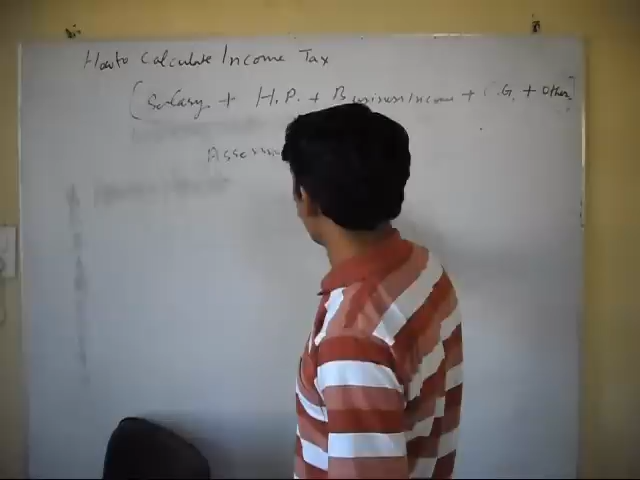 How to Calculate Income Tax
[Salary + H.P. + Business Income + C.G. + Other]